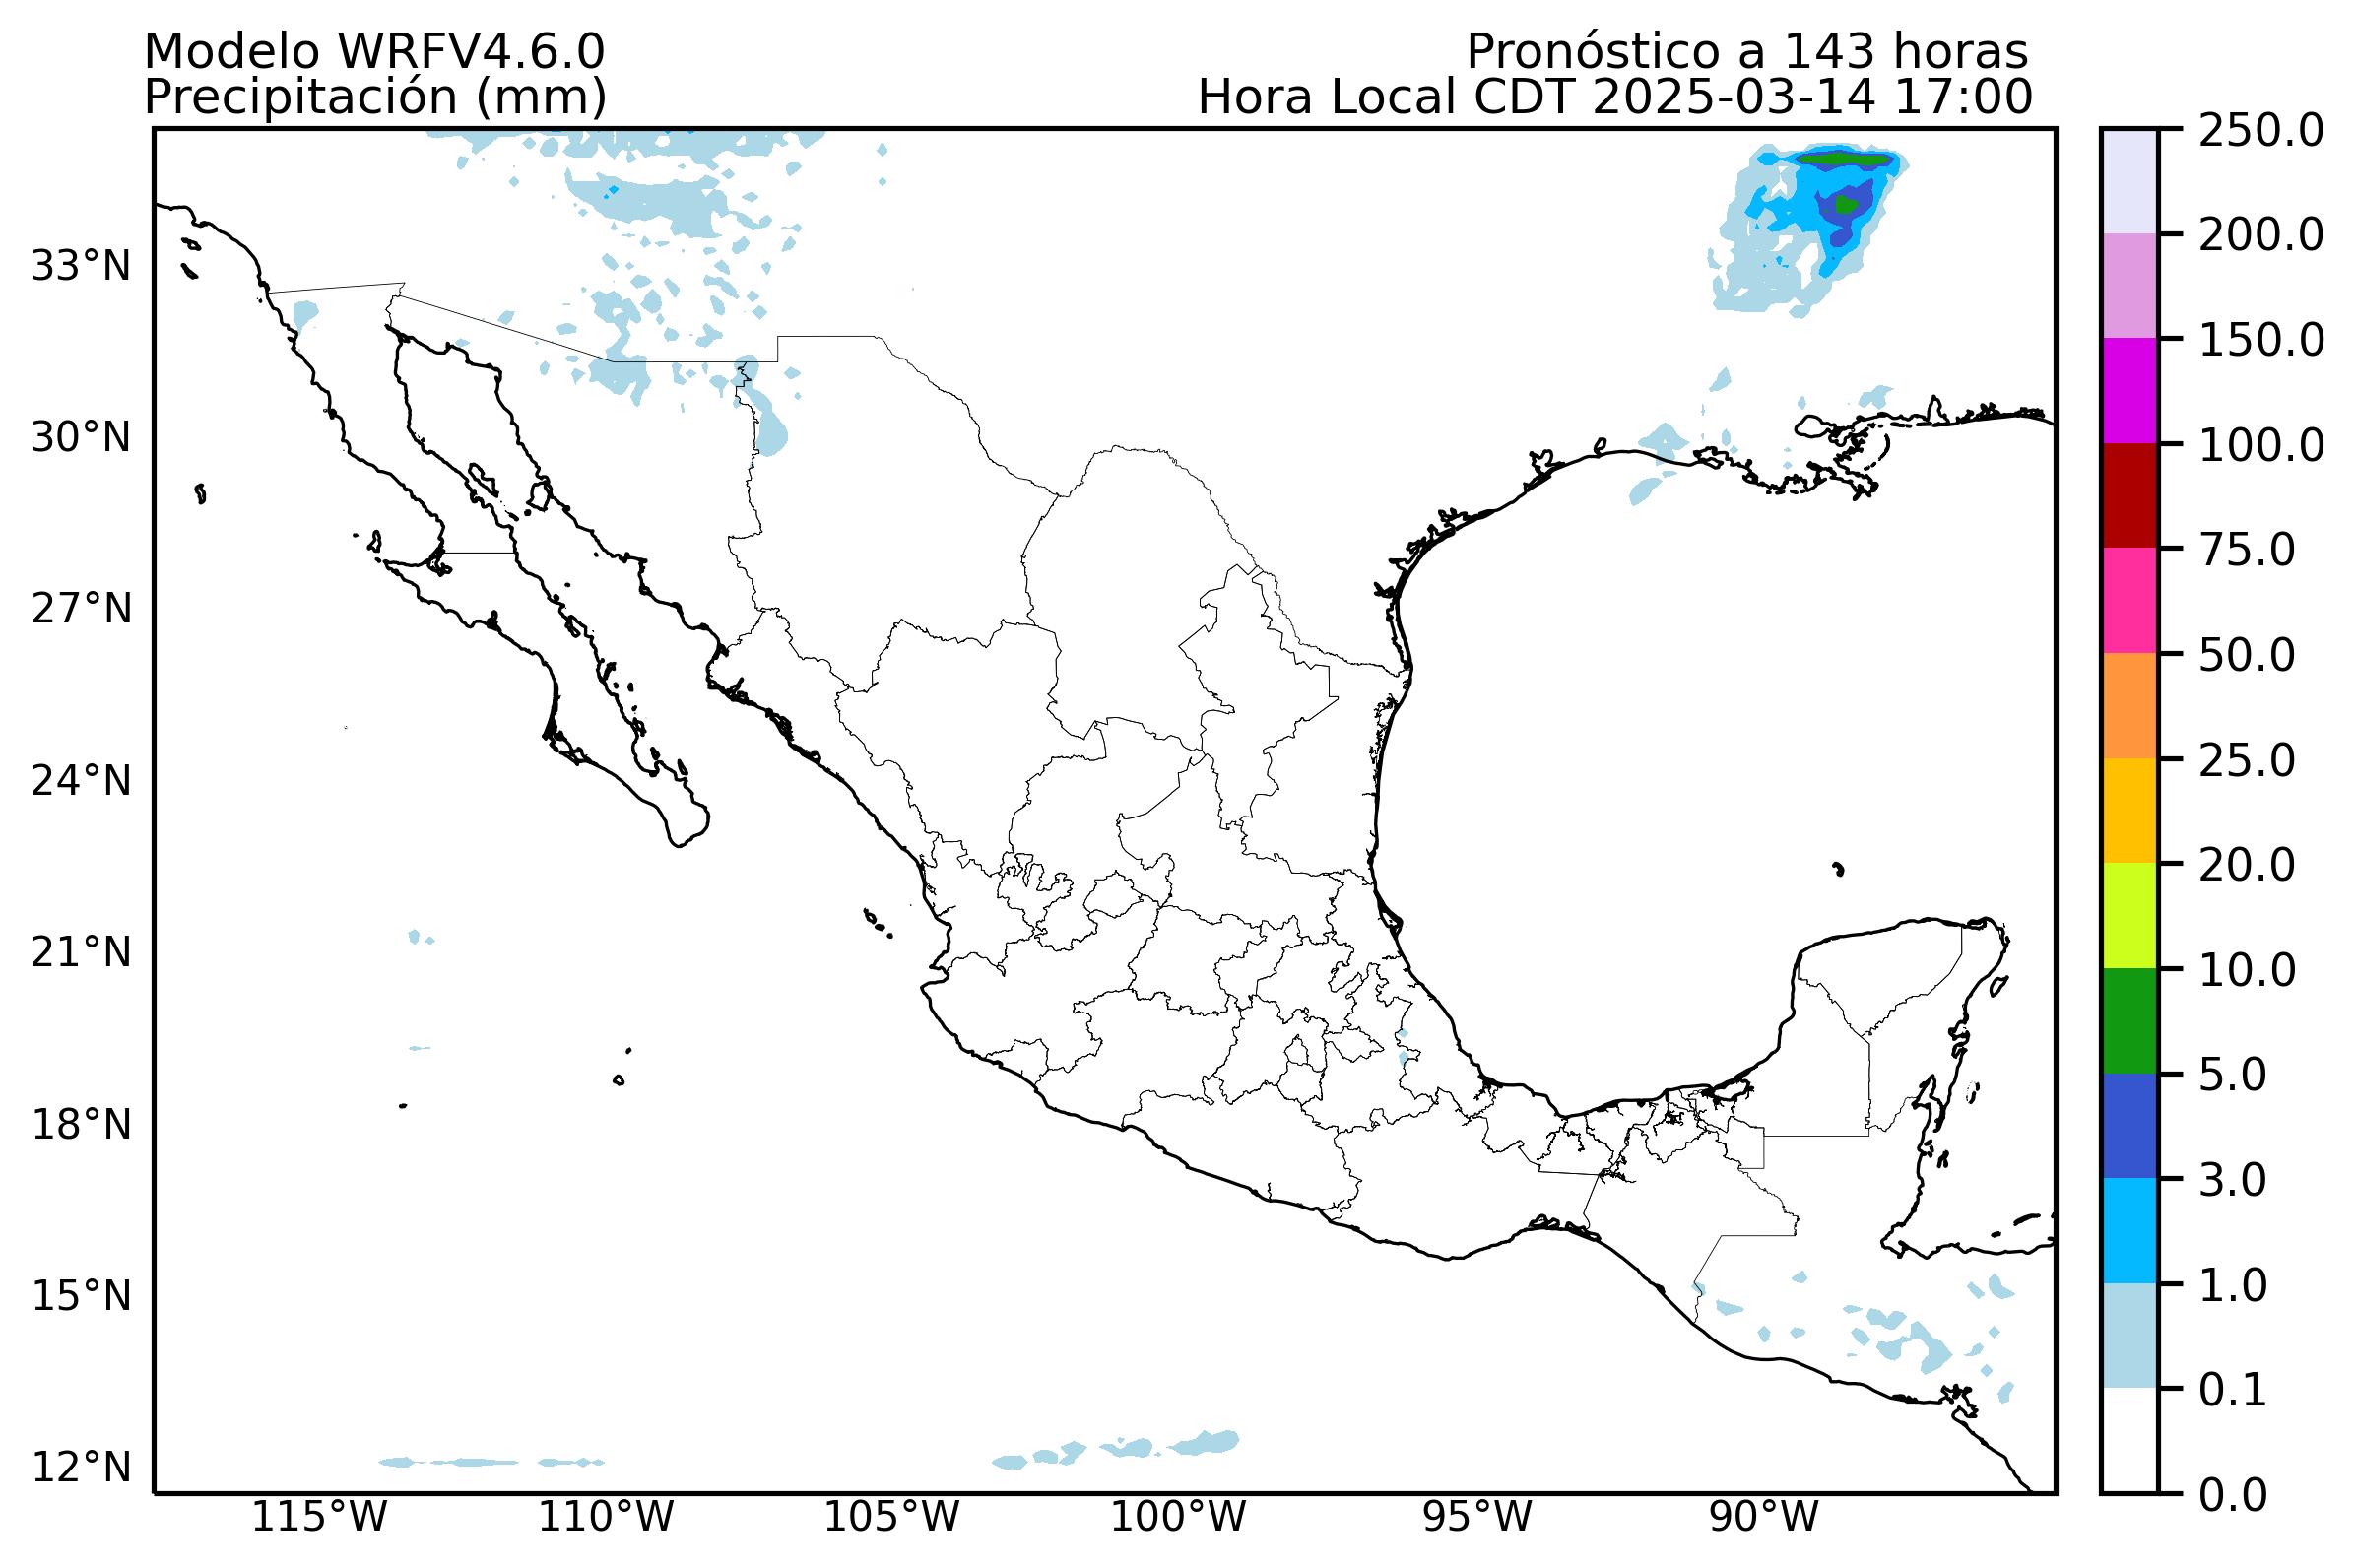 Modelo WRFV4.6.0
Precipitación (mm)
Pronóstico a 143 horas
Hora Local CDT 2025-03-14 17:00
33°N
30°N
27°N
24°N
21°N
18°N
15°N
12°N
115°W
110°W
105°W
100°W
95°W
90°W
250.0
200.0
150.0
100.0
75.0
50.0
25.0
20.0
10.0
5.0
3.0
1.0
0.1
0.0